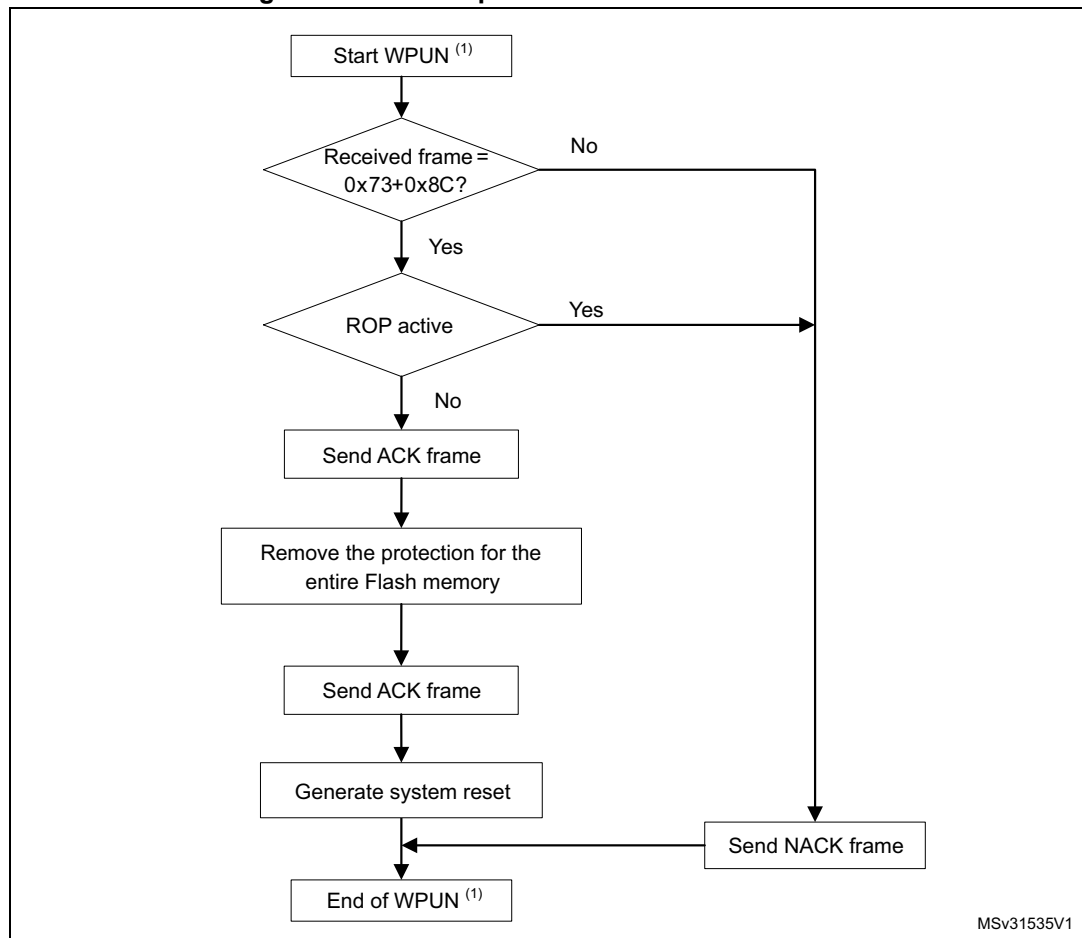 Start WPUN (1)
Received frame =
0x73+0x8C?
No
Yes
ROP active
Yes
No
Send ACK frame
Remove the protection for the
entire Flash memory
Send ACK frame
Generate system reset
Send NACK frame
End of WPUN (1)
MSv31535V1